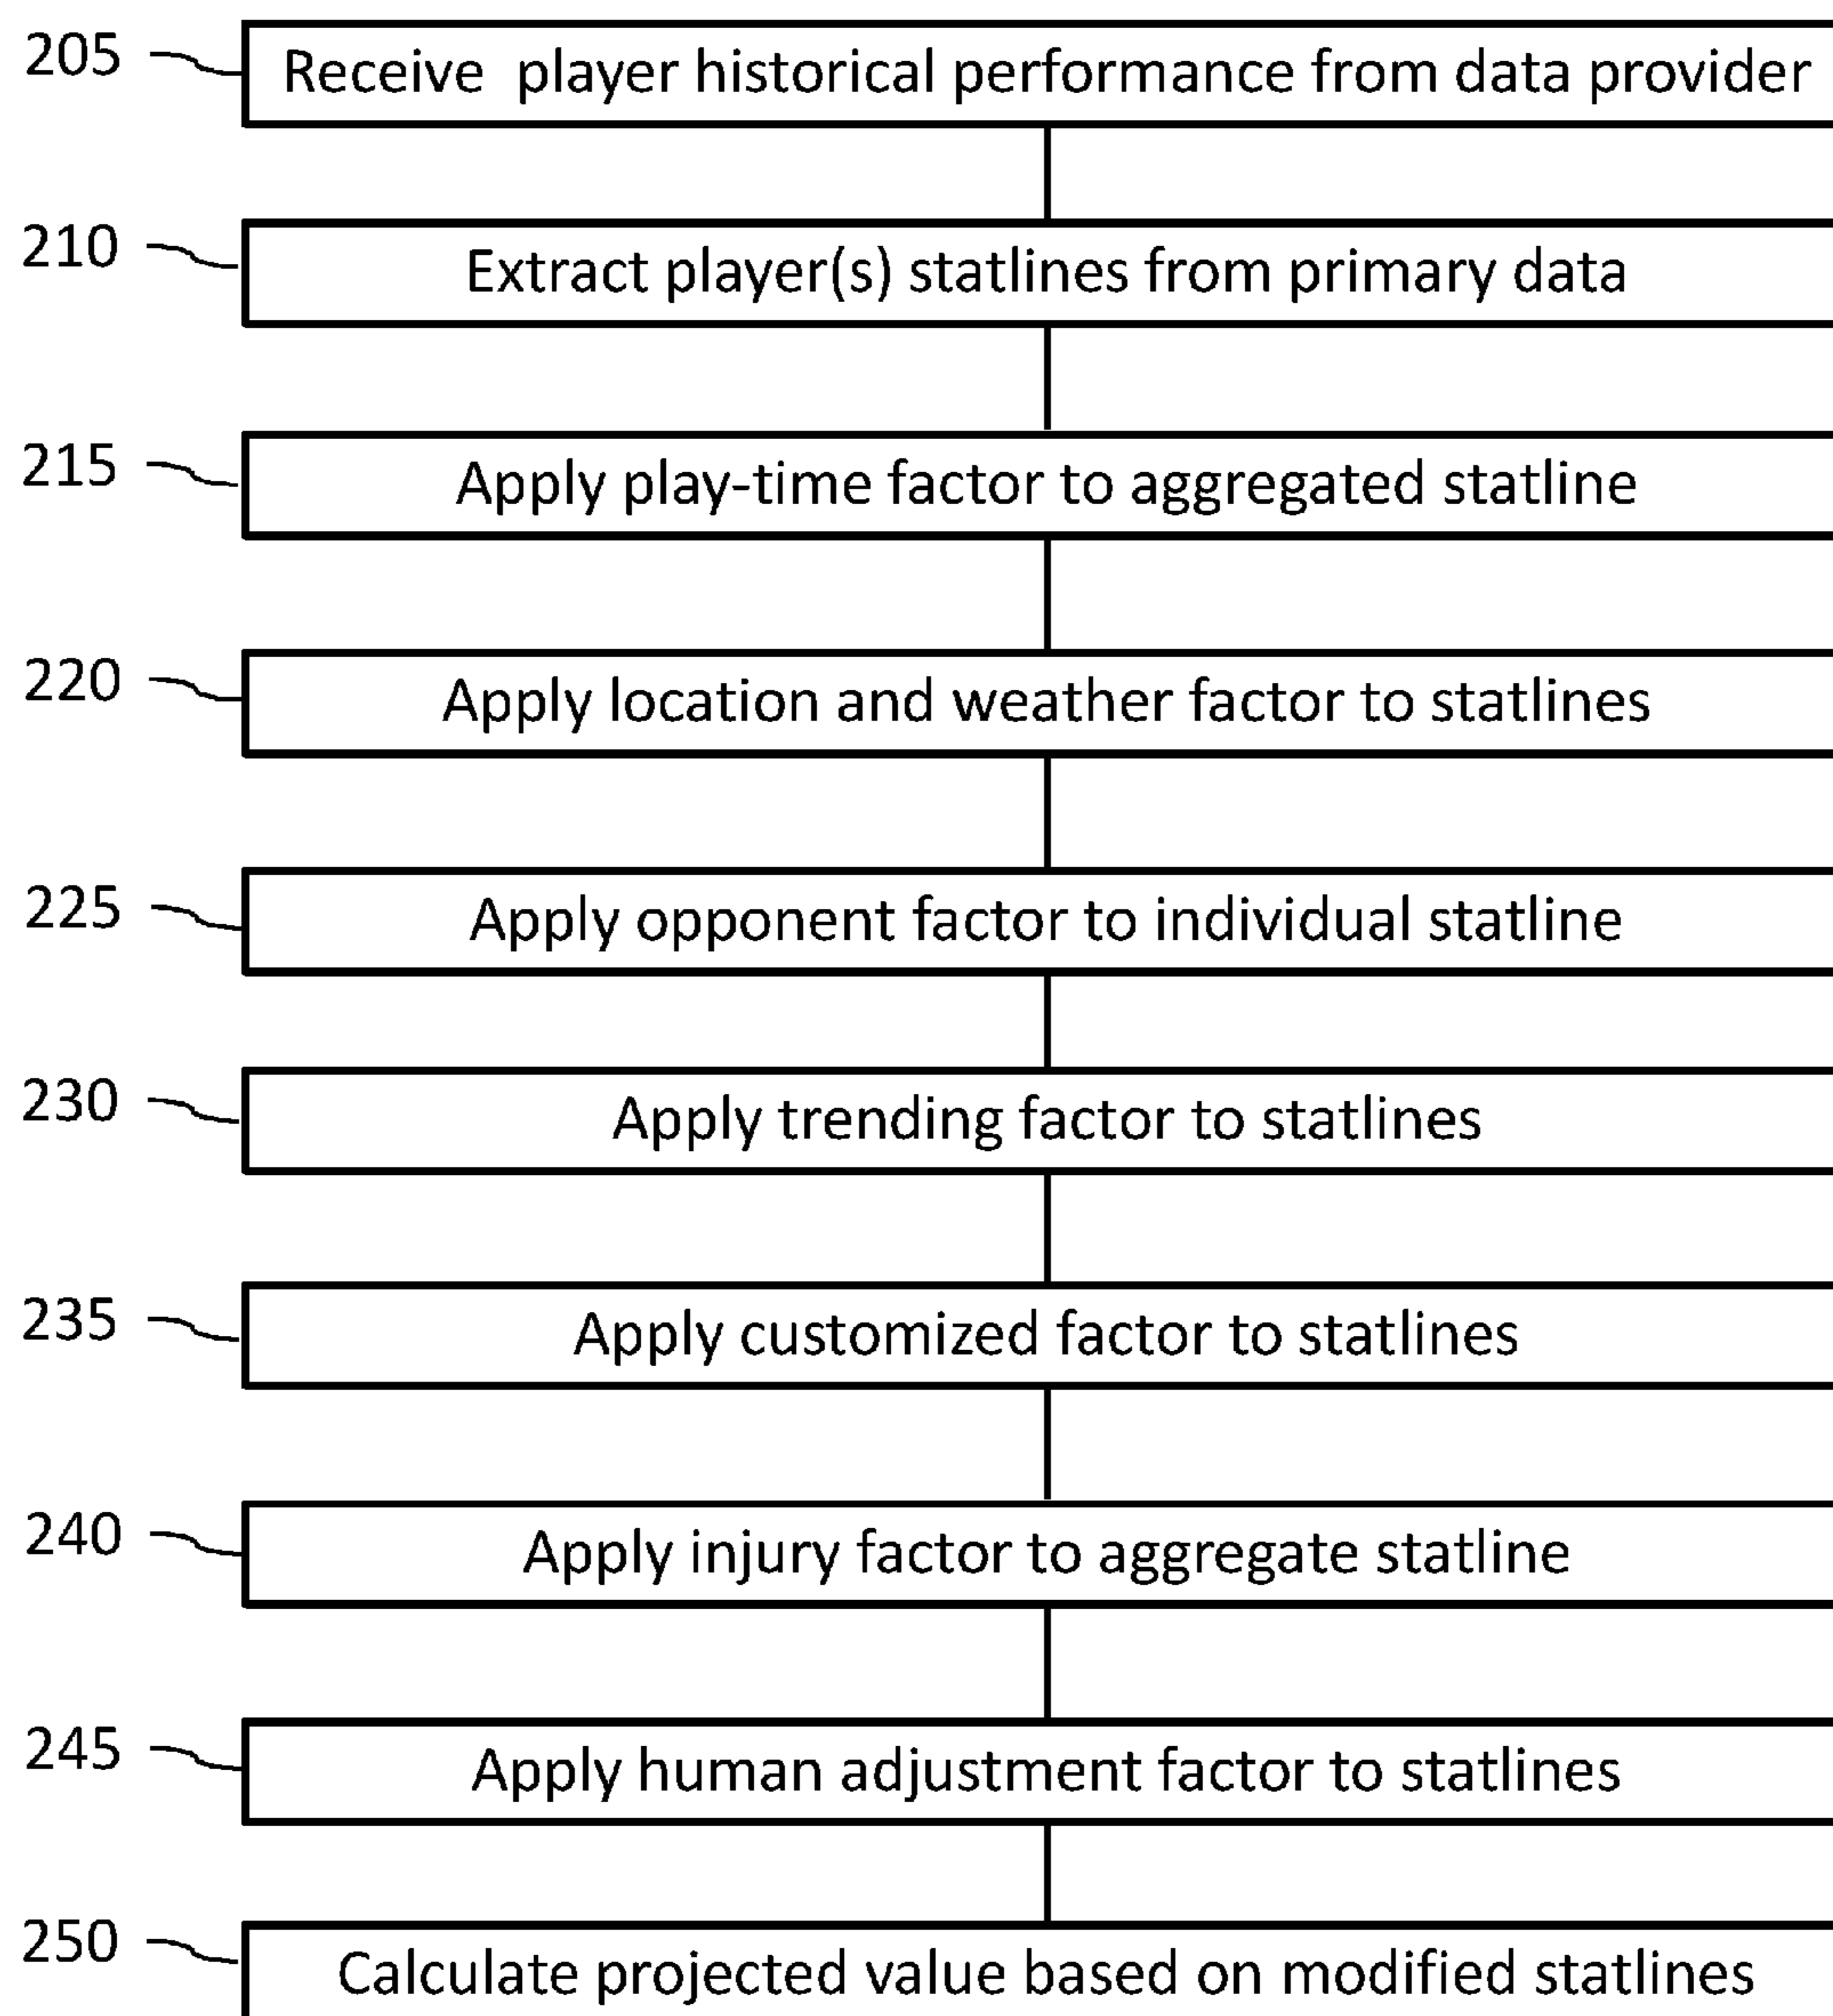 205 Receive player historical performance from data provider
210 Extract player(s) statlines from primary data
215 Apply play-time factor to aggregated statline
220 Apply location and weather factor to statlines
225 Apply opponent factor to individual statline
230 Apply trending factor to statlines
235 Apply customized factor to statlines
240 Apply injury factor to aggregate statline
245 Apply human adjustment factor to statlines
250 Calculate projected value based on modified statlines